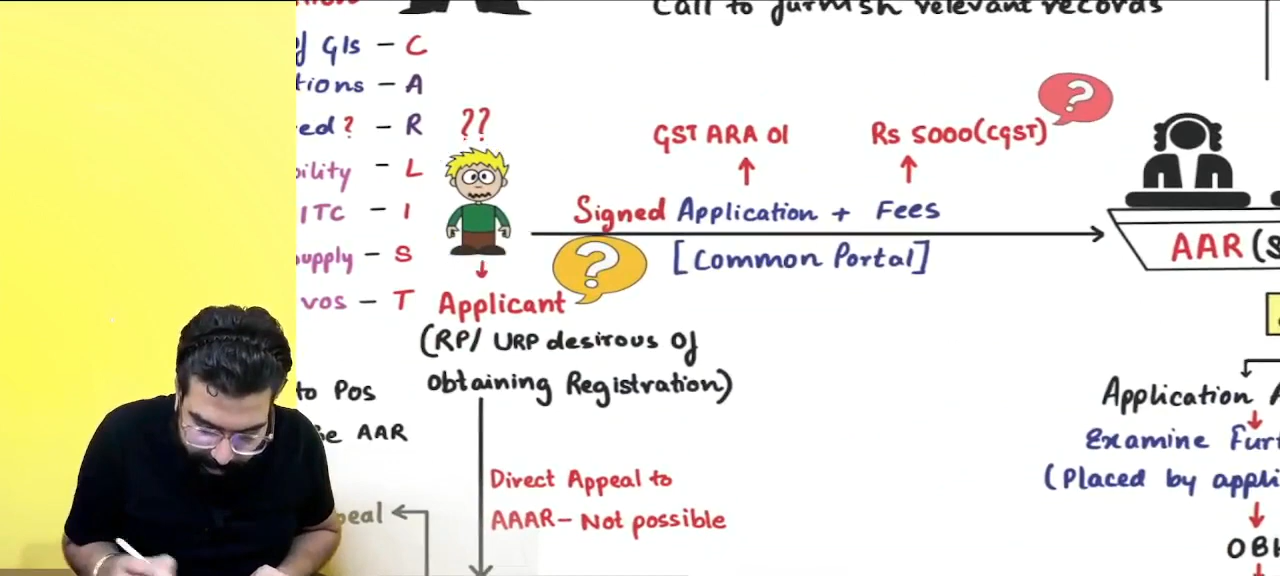 Call to furnish relevant records
of GIs - C
tions - A
ed? - R
bility - L
ITC - I
upply - S
vos - T
??
GST ARA 01
Rs 5000(CGST)
?
Signed Application + Fees
[Common Portal]
?
AAR (S
Applicant
(RP/ URP desirous of
obtaining Registration)
to Pos
AAR
Direct Appeal to
AAAR- Not possible
peal
Application A
Examine Furt
(Placed by appli